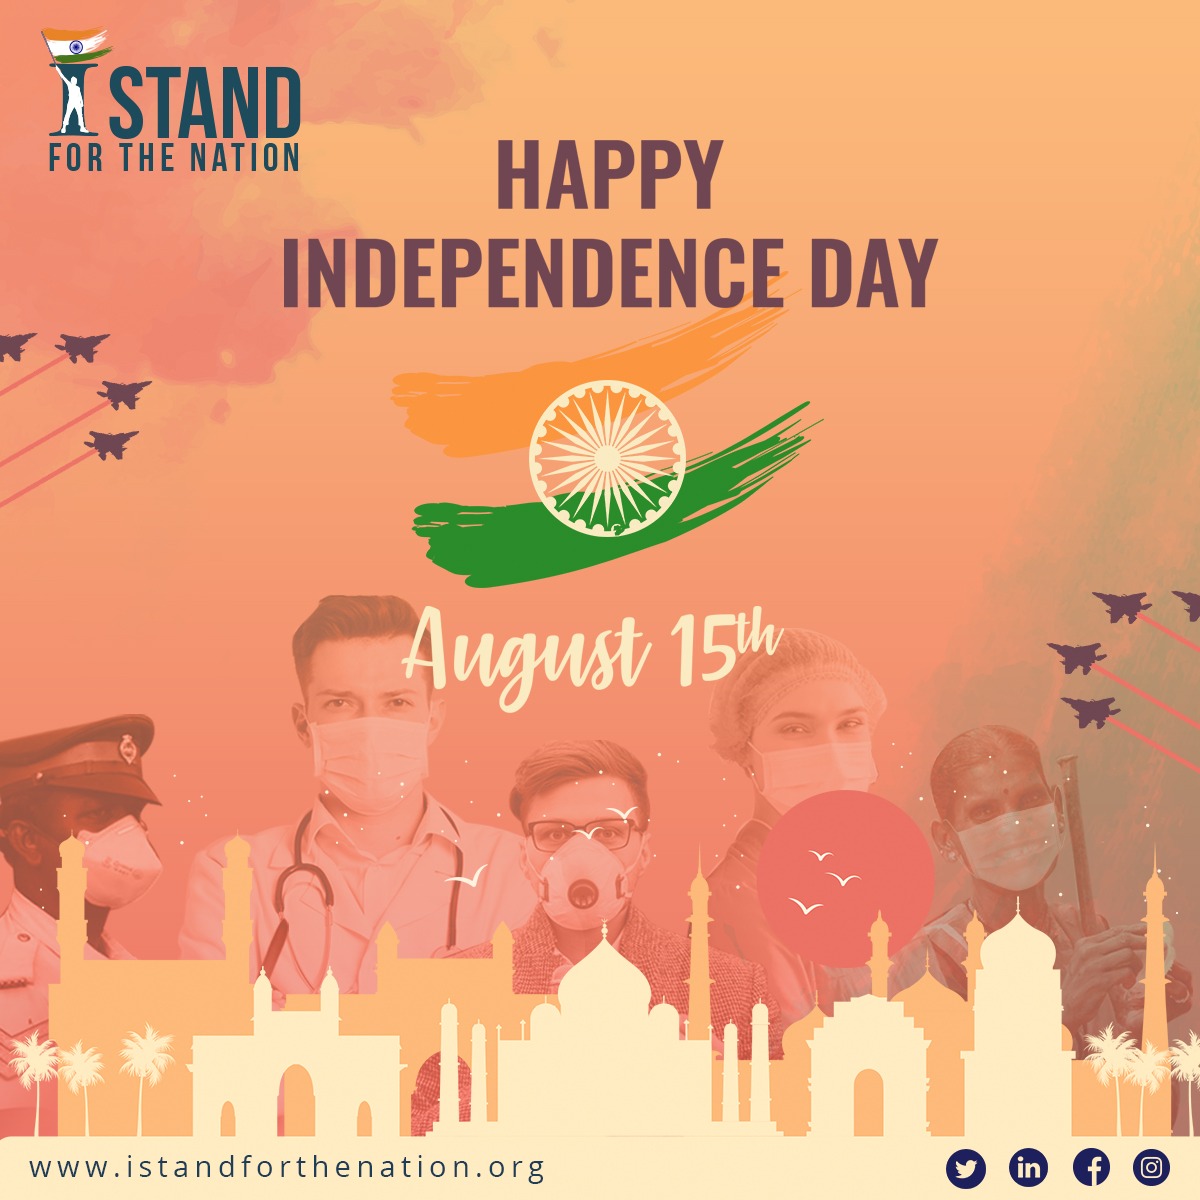 I STAND
FOR THE NATION
HAPPY
INDEPENDENCE DAY
August 15th
www.istandforthenation.org